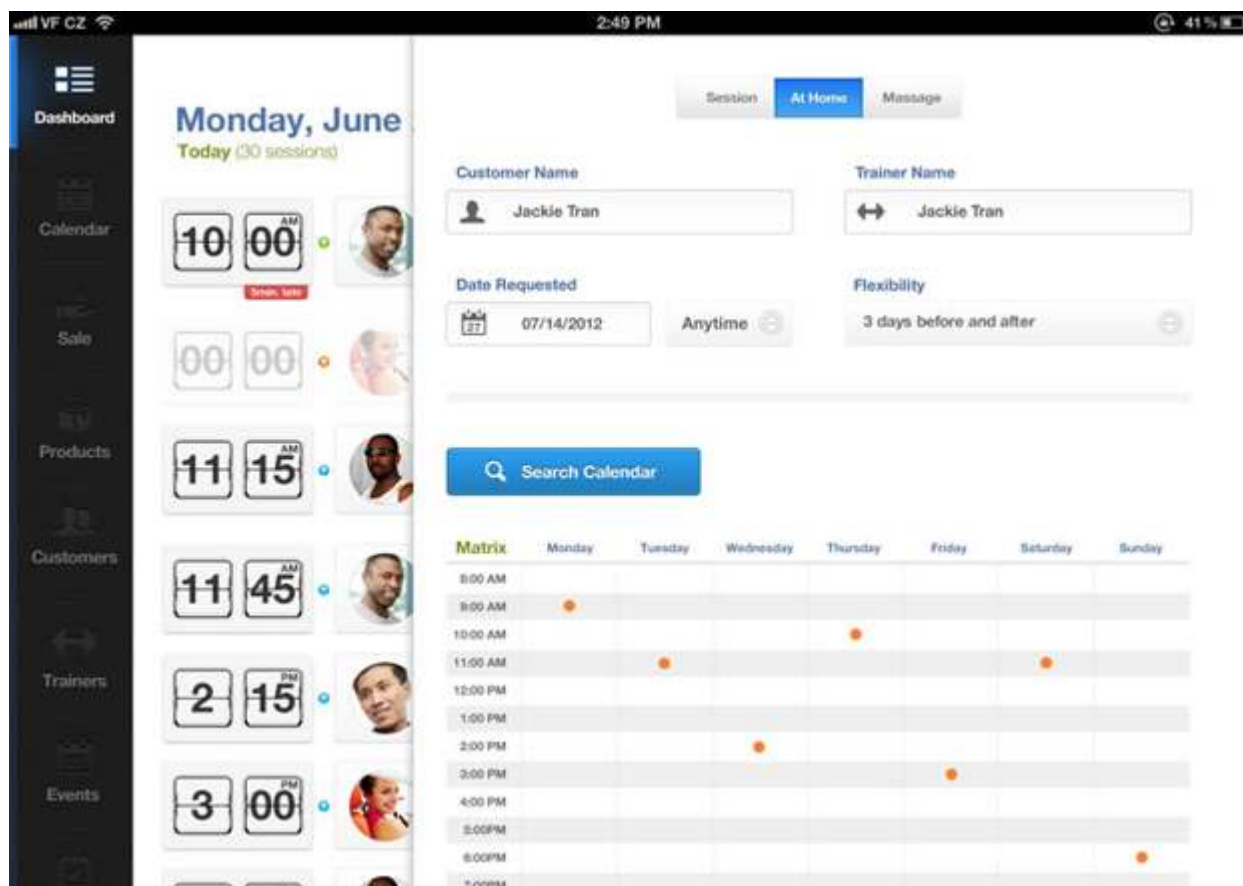 VF CZ 2:49 PM 41%
Dashboard
Calendar
Sale
Products
Customers
Trainers
Events
Monday, June
Today (30 sessions)
10 00 AM
5min. late
00 00
11 15 AM
11 45 AM
2 15 PM
3 00 PM
Session At Home Massage
Customer Name Trainer Name
Jackie Tran Jackie Tran
Date Requested Flexibility
27 07/14/2012 Anytime 3 days before and after
Search Calendar
Matrix Monday Tuesday Wednesday Thursday Friday Saturday Sunday
8:00 AM
9:00 AM
10:00 AM
11:00 AM
12:00 PM
1:00 PM
2:00 PM
3:00 PM
4:00 PM
5:00PM
6:00PM
7:00PM